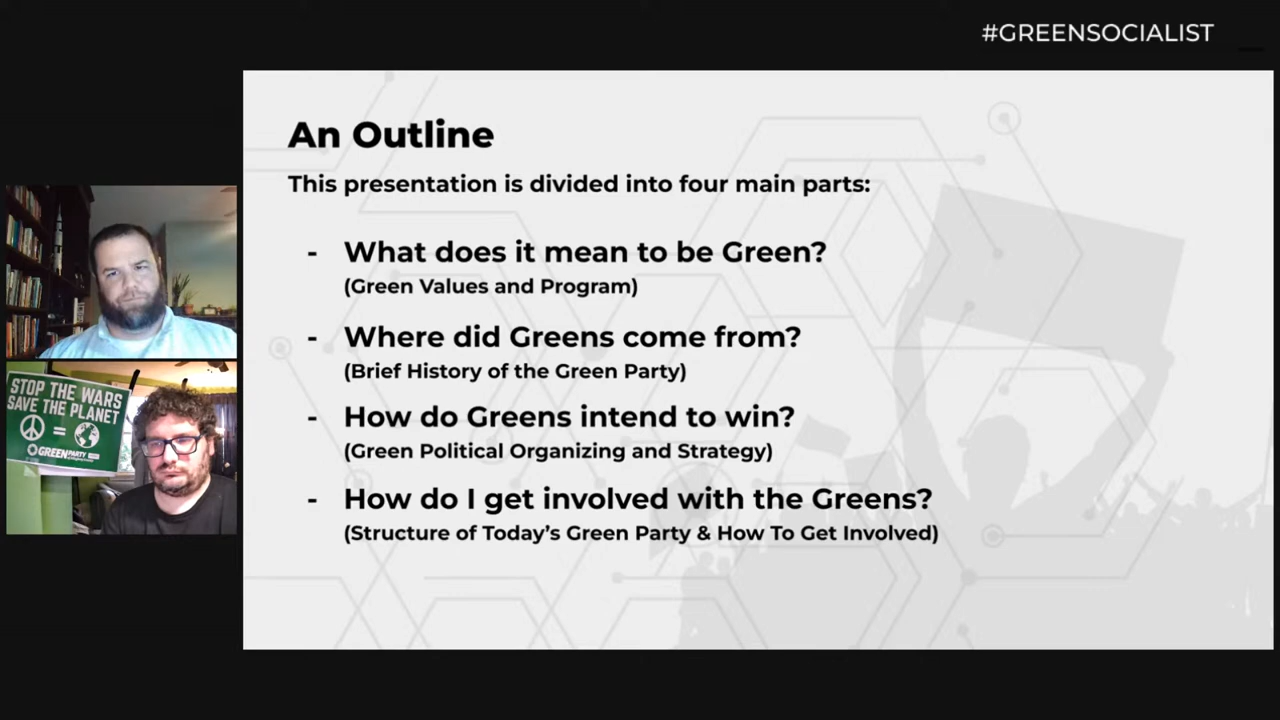 #GREENSOCIALIST
An Outline
This presentation is divided into four main parts:
- What does it mean to be Green?
(Green Values and Program)
- Where did Greens come from?
(Brief History of the Green Party)
- How do Greens intend to win?
(Green Political Organizing and Strategy)
- How do I get involved with the Greens?
(Structure of Today’s Green Party & How To Get Involved)
STOP THE WARS
SAVE THE PLANET
=
GREENPARTY